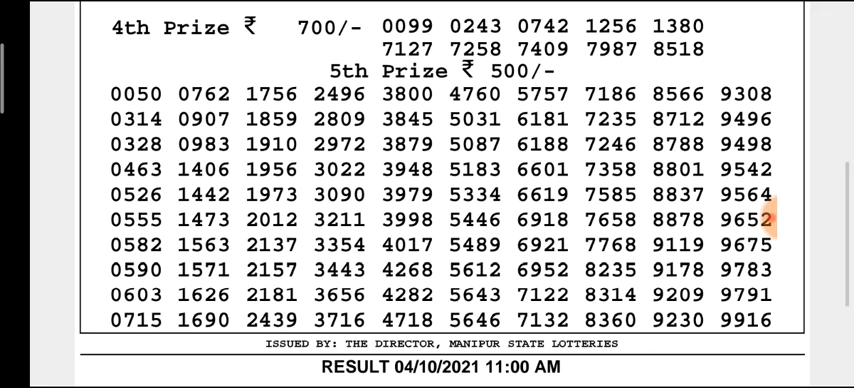 4th Prize ₹ 700/- 0099 0243 0742 1256 1380
7127 7258 7409 7987 8518
5th Prize ₹ 500/-
0050 0762 1756 2496 3800 4760 5757 7186 8566 9308
0314 0907 1859 2809 3845 5031 6181 7235 8712 9496
0328 0983 1910 2972 3879 5087 6188 7246 8788 9498
0463 1406 1956 3022 3948 5183 6601 7358 8801 9542
0526 1442 1973 3090 3979 5334 6619 7585 8837 9564
0555 1473 2012 3211 3998 5446 6918 7658 8878 9652
0582 1563 2137 3354 4017 5489 6921 7768 9119 9675
0590 1571 2157 3443 4268 5612 6952 8235 9178 9783
0603 1626 2181 3656 4282 5643 7122 8314 9209 9791
0715 1690 2439 3716 4718 5646 7132 8360 9230 9916
ISSUED BY: THE DIRECTOR, MANIPUR STATE LOTTERIES
RESULT 04/10/2021 11:00 AM